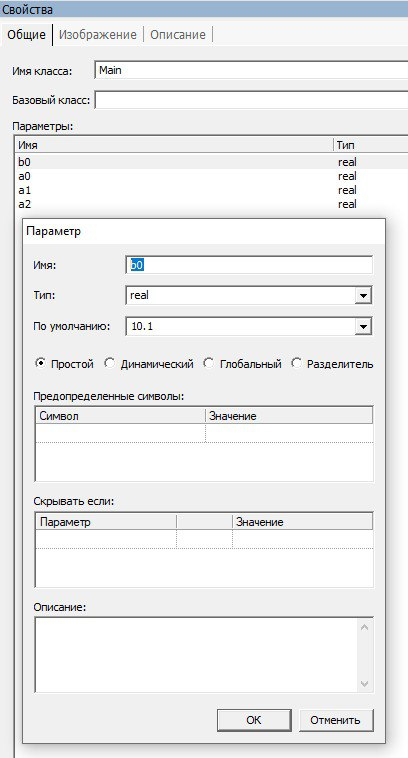 Свойства
Общие Изображение Описание
Имя класса: Main
Базовый класс:
Параметры:
Имя Тип
b0 real
a0 real
a1 real
a2 real
Параметр
Имя: b0
Тип: real
По умолчанию: 10.1
Простой Динамический Глобальный Разделитель
Предопределенные символы:
Символ Значение
Скрывать если:
Параметр Значение
Описание:
OK Отменить